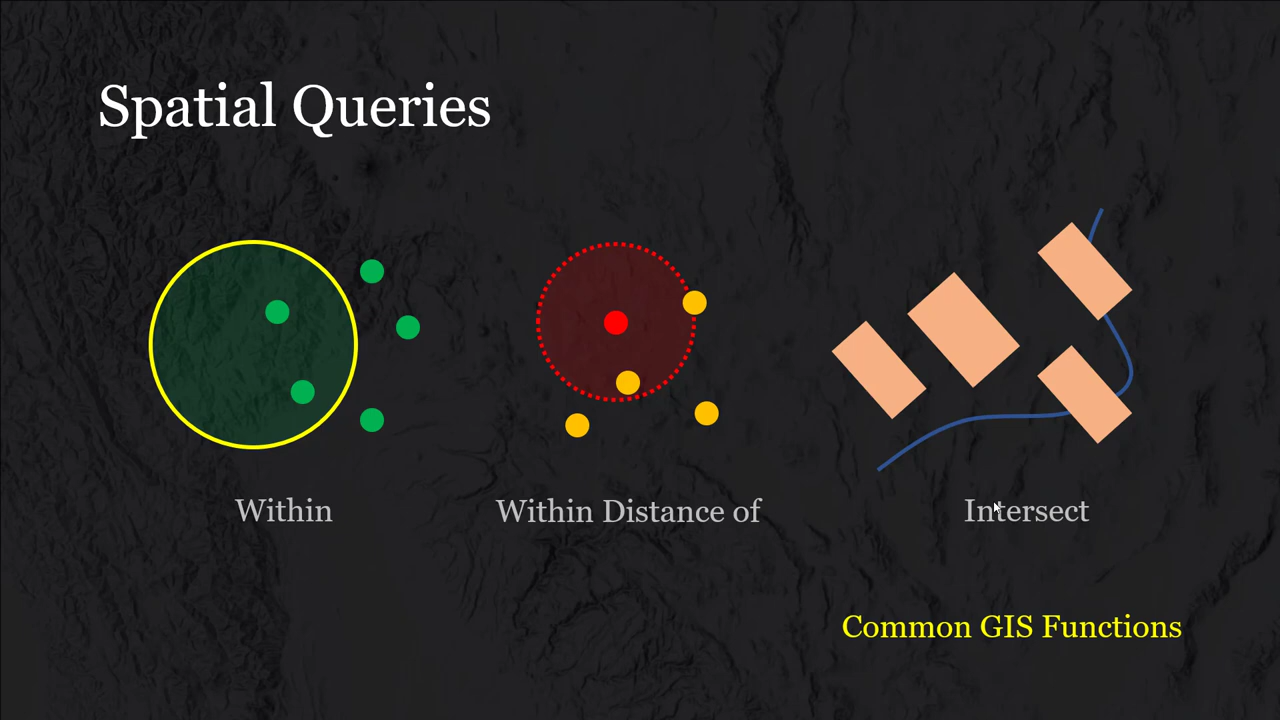 Spatial Queries
Within
Within Distance of
Intersect
Common GIS Functions